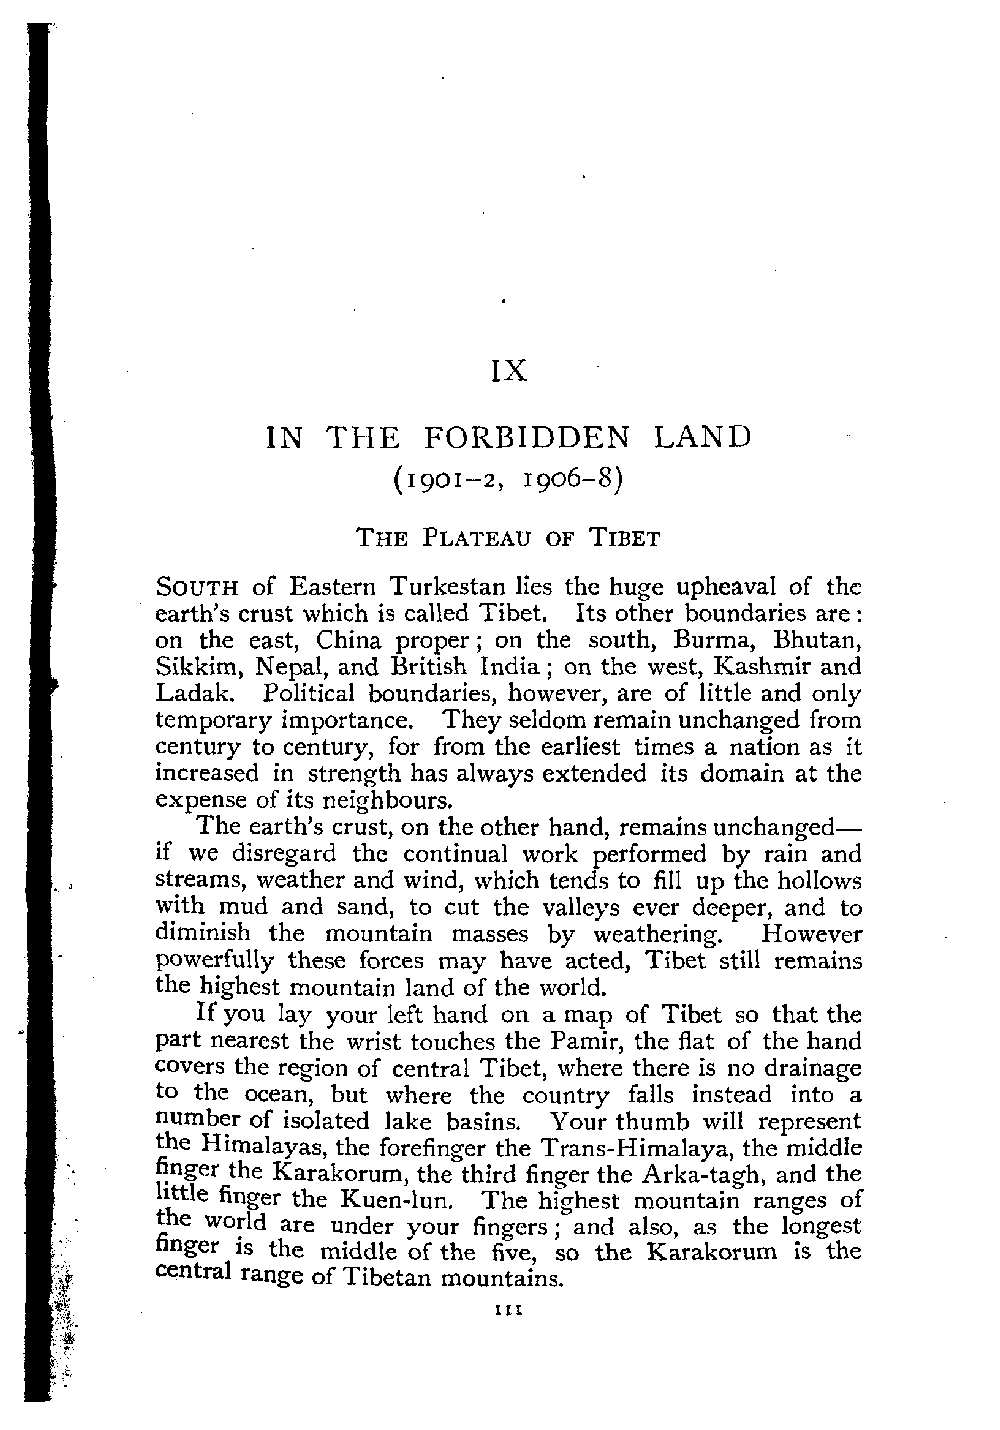 IX
IN THE FORBIDDEN LAND
(1901–2, 1906–8)
THE PLATEAU OF TIBET
SOUTH of Eastern Turkestan lies the huge upheaval of the
earth's crust which is called Tibet. Its other boundaries are:
on the east, China proper; on the south, Burma, Bhutan,
Sikkim, Nepal, and British India; on the west, Kashmir and
Ladak. Political boundaries, however, are of little and only
temporary importance. They seldom remain unchanged from
century to century, for from the earliest times a nation as it
increased in strength has always extended its domain at the
expense of its neighbours.
The earth's crust, on the other hand, remains unchanged—
if we disregard the continual work performed by rain and
streams, weather and wind, which tends to fill up the hollows
with mud and sand, to cut the valleys ever deeper, and to
diminish the mountain masses by weathering. However
powerfully these forces may have acted, Tibet still remains
the highest mountain land of the world.
If you lay your left hand on a map of Tibet so that the
part nearest the wrist touches the Pamir, the flat of the hand
covers the region of central Tibet, where there is no drainage
to the ocean, but where the country falls instead into a
number of isolated lake basins. Your thumb will represent
the Himalayas, the forefinger the Trans-Himalaya, the middle
finger the Karakorum, the third finger the Arka-tagh, and the
little finger the Kuen-lun. The highest mountain ranges of
the world are under your fingers; and also, as the longest
finger is the middle of the five, so the Karakorum is the
central range of Tibetan mountains.
111